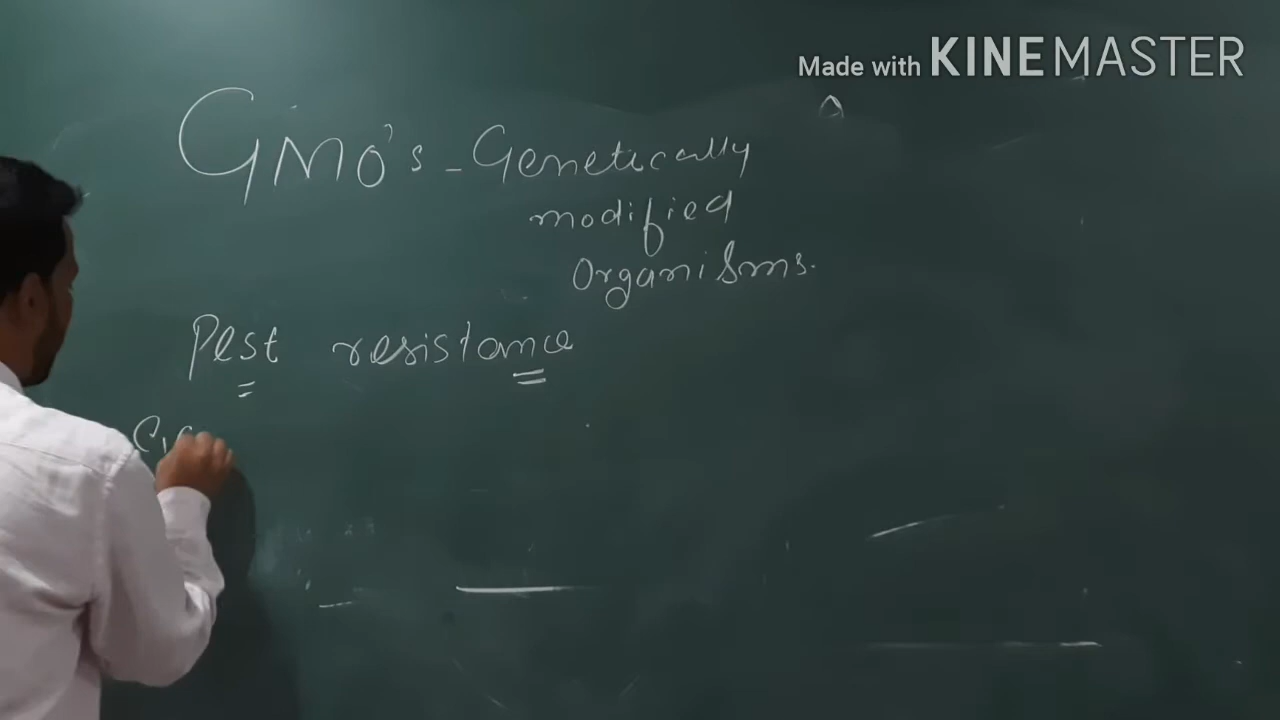 Made with KINEMASTER
GMO's - Genetically
modified
Organisms.
Pest resistance